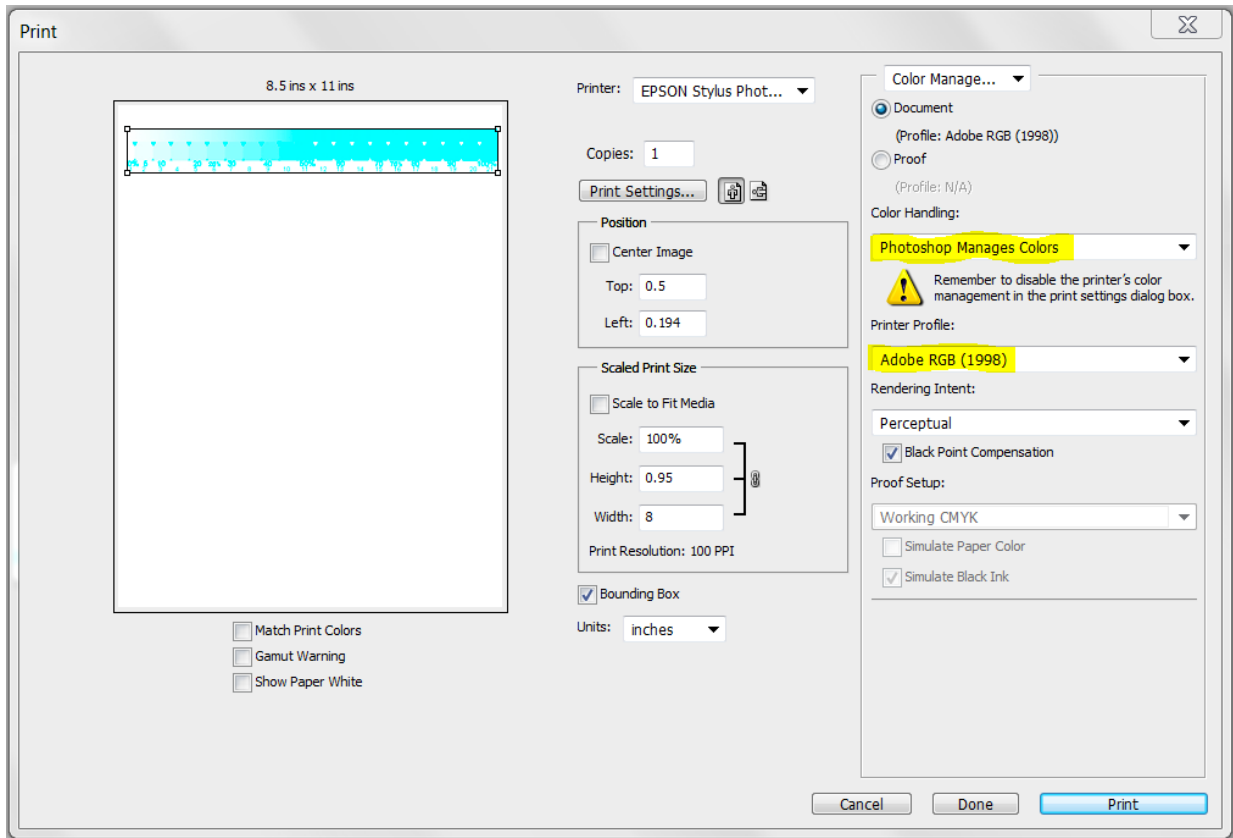 Print
8.5 ins x 11 ins
Printer: EPSON Stylus Phot...
Copies: 1
Print Settings...
Position
Center Image
Top: 0.5
Left: 0.194
Scaled Print Size
Scale to Fit Media
Scale: 100%
Height: 0.95
Width: 8
Print Resolution: 100 PPI
Bounding Box
Units: inches
Match Print Colors
Gamut Warning
Show Paper White
Color Manage...
Document
(Profile: Adobe RGB (1998))
Proof
(Profile: N/A)
Color Handling:
Photoshop Manages Colors
Remember to disable the printer's color
management in the print settings dialog box.
Printer Profile:
Adobe RGB (1998)
Rendering Intent:
Perceptual
Black Point Compensation
Proof Setup:
Working CMYK
Simulate Paper Color
Simulate Black Ink
Cancel
Done
Print